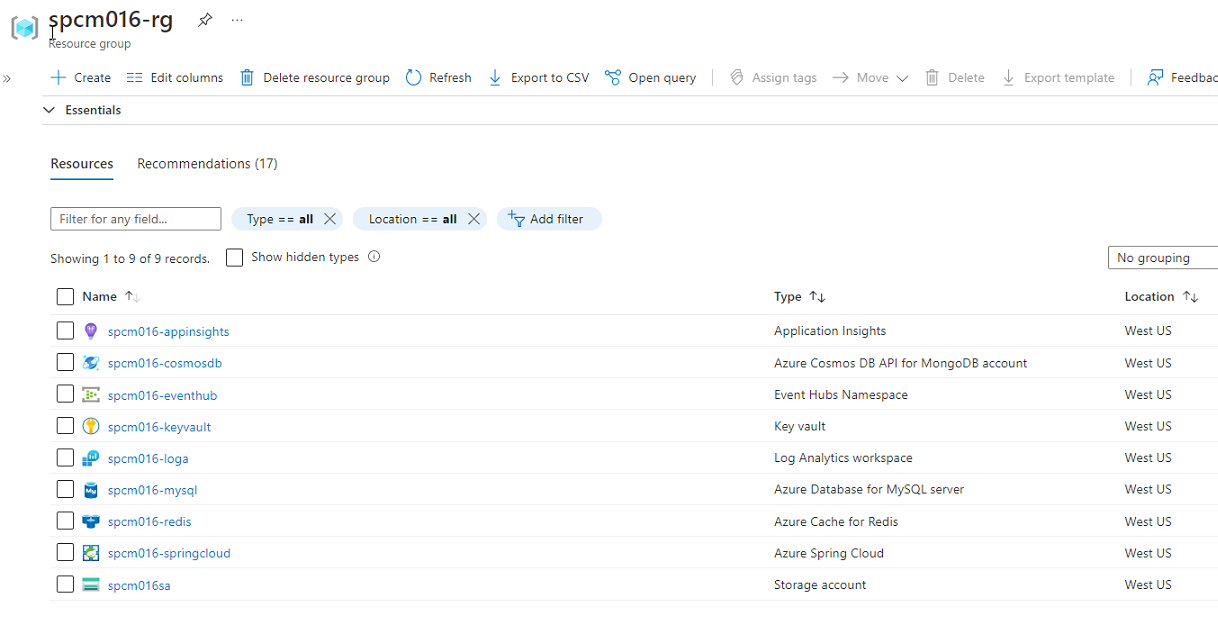 spcm016-rg ...
Resource group
» Create Edit columns Delete resource group Refresh Export to CSV Open query Assign tags Move Delete Export template Feedbac
Essentials
Resources Recommendations (17)
Filter for any field... Type == all Location == all Add filter
Showing 1 to 9 of 9 records. Show hidden types
No grouping
Name Type Location
spcm016-appinsights Application Insights West US
spcm016-cosmosdb Azure Cosmos DB API for MongoDB account West US
spcm016-eventhub Event Hubs Namespace West US
spcm016-keyvault Key vault West US
spcm016-loga Log Analytics workspace West US
spcm016-mysql Azure Database for MySQL server West US
spcm016-redis Azure Cache for Redis West US
spcm016-springcloud Azure Spring Cloud West US
spcm016sa Storage account West US